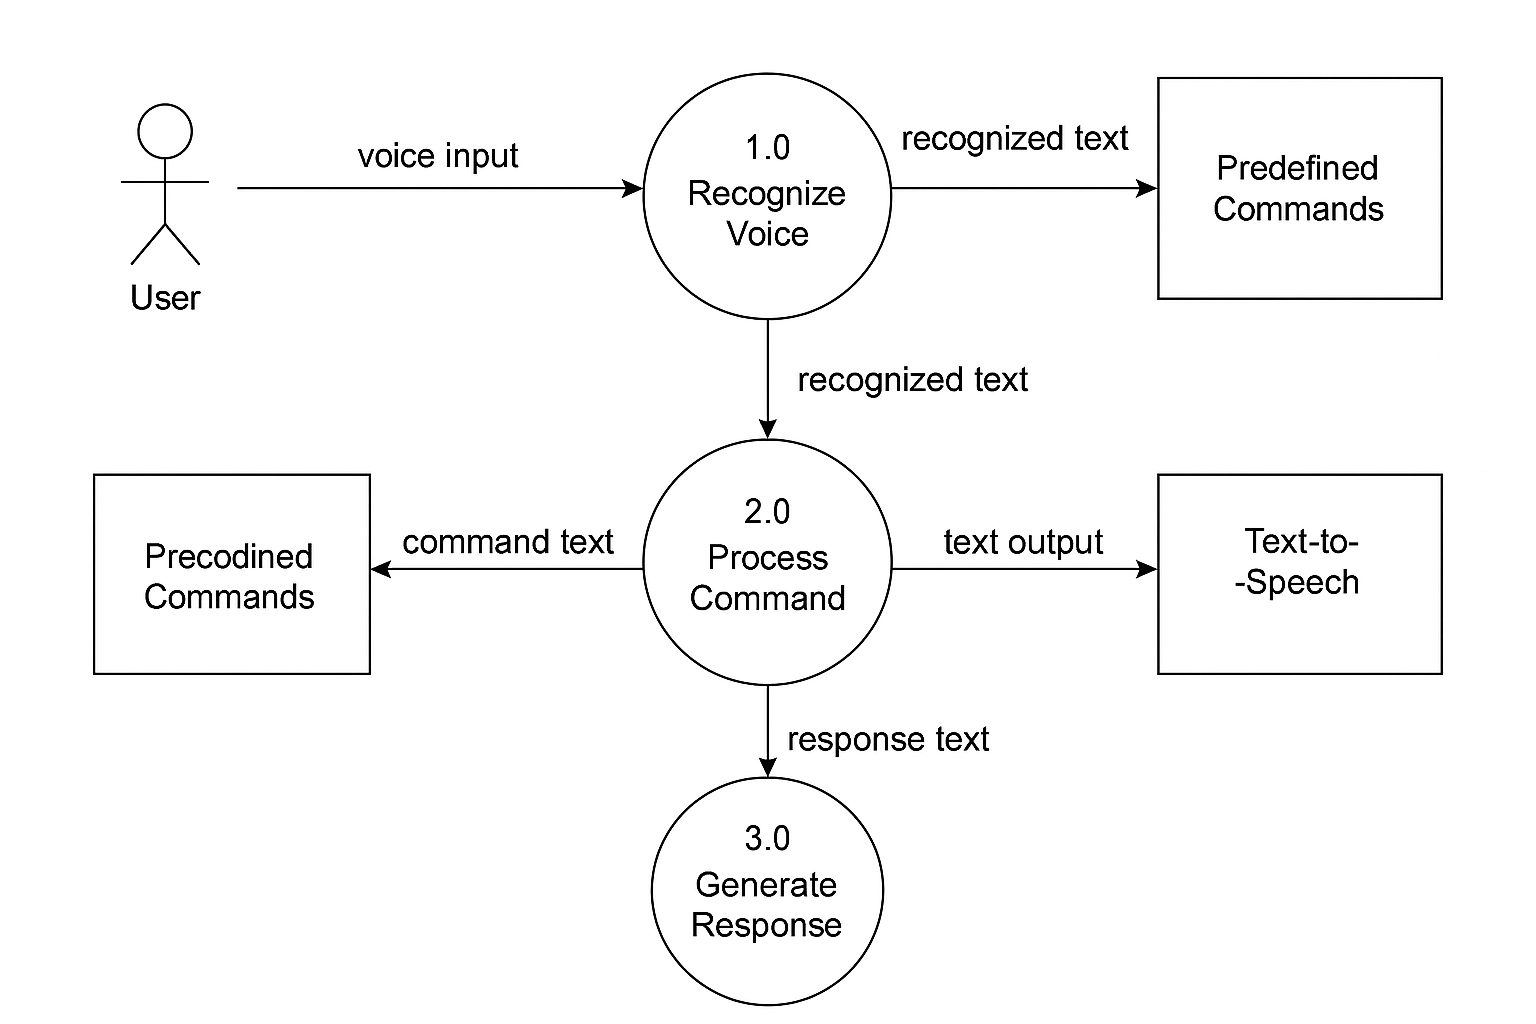 voice input
1.0
Recognize
Voice
recognized text
Predefined
Commands
User
recognized text
Precodined
Commands
command text
2.0
Process
Command
text output
Text-to-
-Speech
response text
3.0
Generate
Response